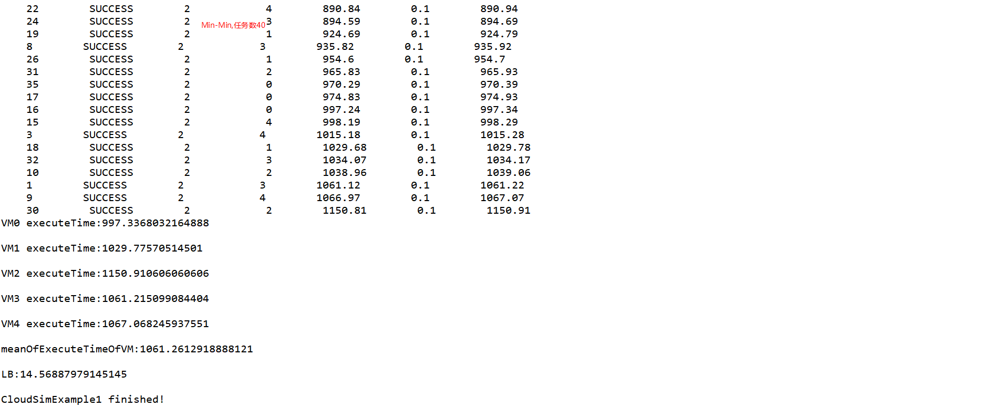 22 SUCCESS 2 4 890.84 0.1 890.94
24 SUCCESS 2 3 894.59 0.1 894.69
Min-Min,任务数40
19 SUCCESS 2 1 924.69 0.1 924.79
8 SUCCESS 2 3 935.82 0.1 935.92
26 SUCCESS 2 1 954.6 0.1 954.7
31 SUCCESS 2 2 965.83 0.1 965.93
35 SUCCESS 2 0 970.29 0.1 970.39
17 SUCCESS 2 0 974.83 0.1 974.93
16 SUCCESS 2 0 997.24 0.1 997.34
15 SUCCESS 2 4 998.19 0.1 998.29
3 SUCCESS 2 4 1015.18 0.1 1015.28
18 SUCCESS 2 1 1029.68 0.1 1029.78
32 SUCCESS 2 3 1034.07 0.1 1034.17
10 SUCCESS 2 2 1038.96 0.1 1039.06
1 SUCCESS 2 3 1061.12 0.1 1061.22
9 SUCCESS 2 4 1066.97 0.1 1067.07
30 SUCCESS 2 2 1150.81 0.1 1150.91
VM0 executeTime:997.3368032164888
VM1 executeTime:1029.77570514501
VM2 executeTime:1150.910606060606
VM3 executeTime:1061.215099084404
VM4 executeTime:1067.068245937551
meanOfExecuteTimeOfVM:1061.2612918888121
LB:14.56887979145145
CloudSimExample1 finished!